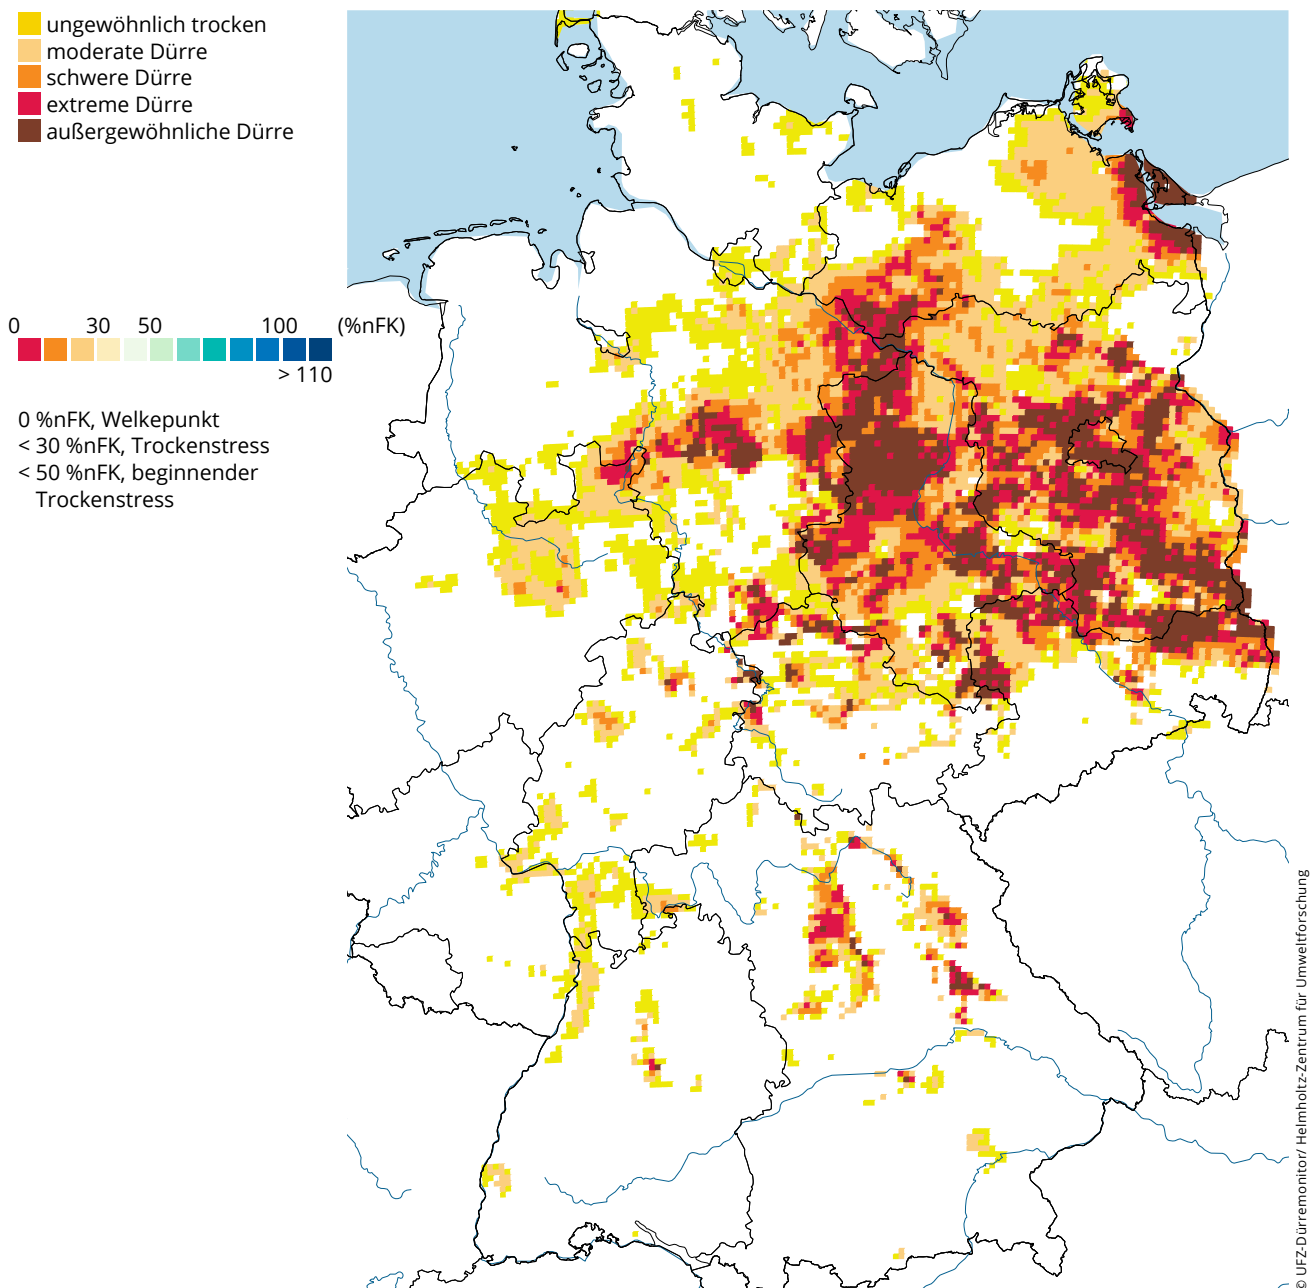 ungewöhnlich trocken
moderate Dürre
schwere Dürre
extreme Dürre
außergewöhnliche Dürre
0 30 50 100 (%nFK)
> 110
0 %nFK, Welkepunkt
< 30 %nFK, Trockenstress
< 50 %nFK, beginnender
Trockenstress
© UFZ-Dürremonitor/ Helmholtz-Zentrum für Umweltforschung